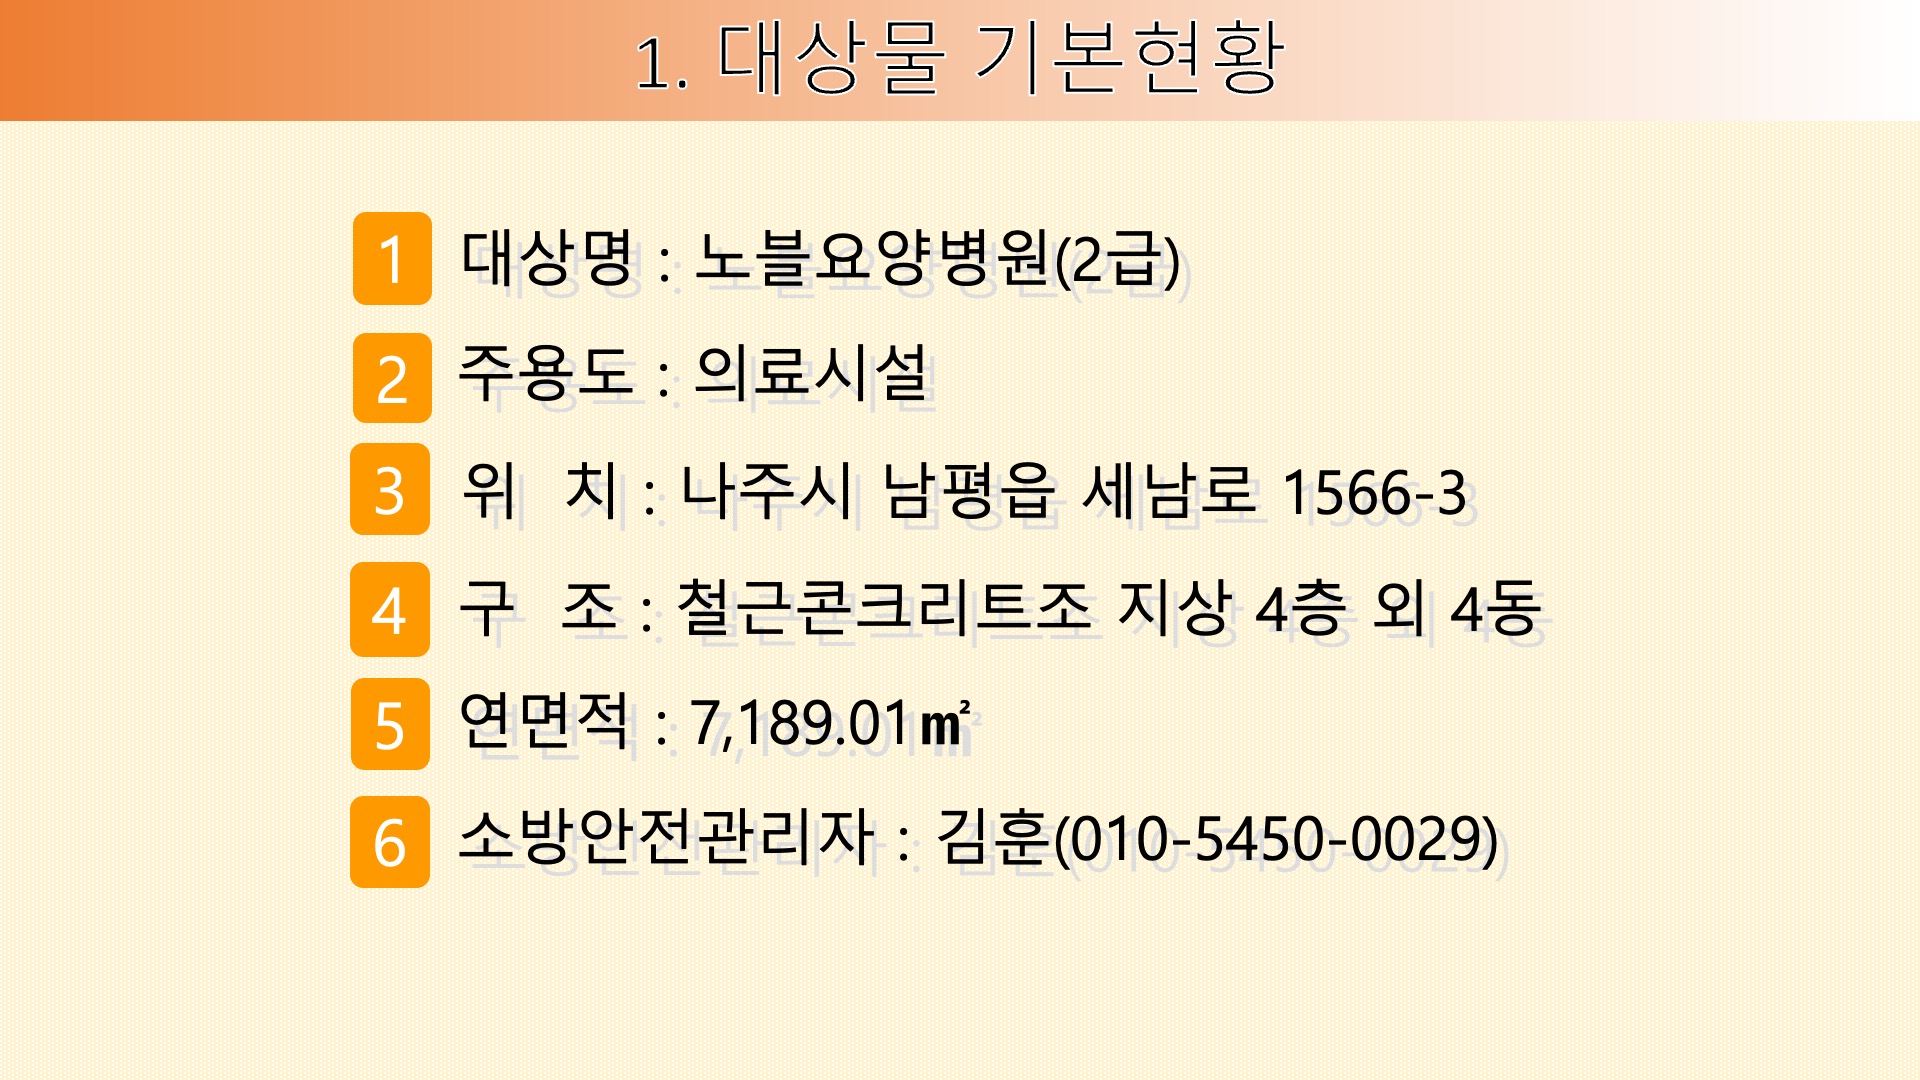 1. 대상물 기본현황
1 대상명 : 노블요양병원(2급)
2 주용도 : 의료시설
3 위 치 : 나주시 남평읍 세남로 1566-3
4 구 조 : 철근콘크리트조 지상 4층 외 4동
5 연면적 : 7,189.01㎡
6 소방안전관리자 : 김훈(010-5450-0029)